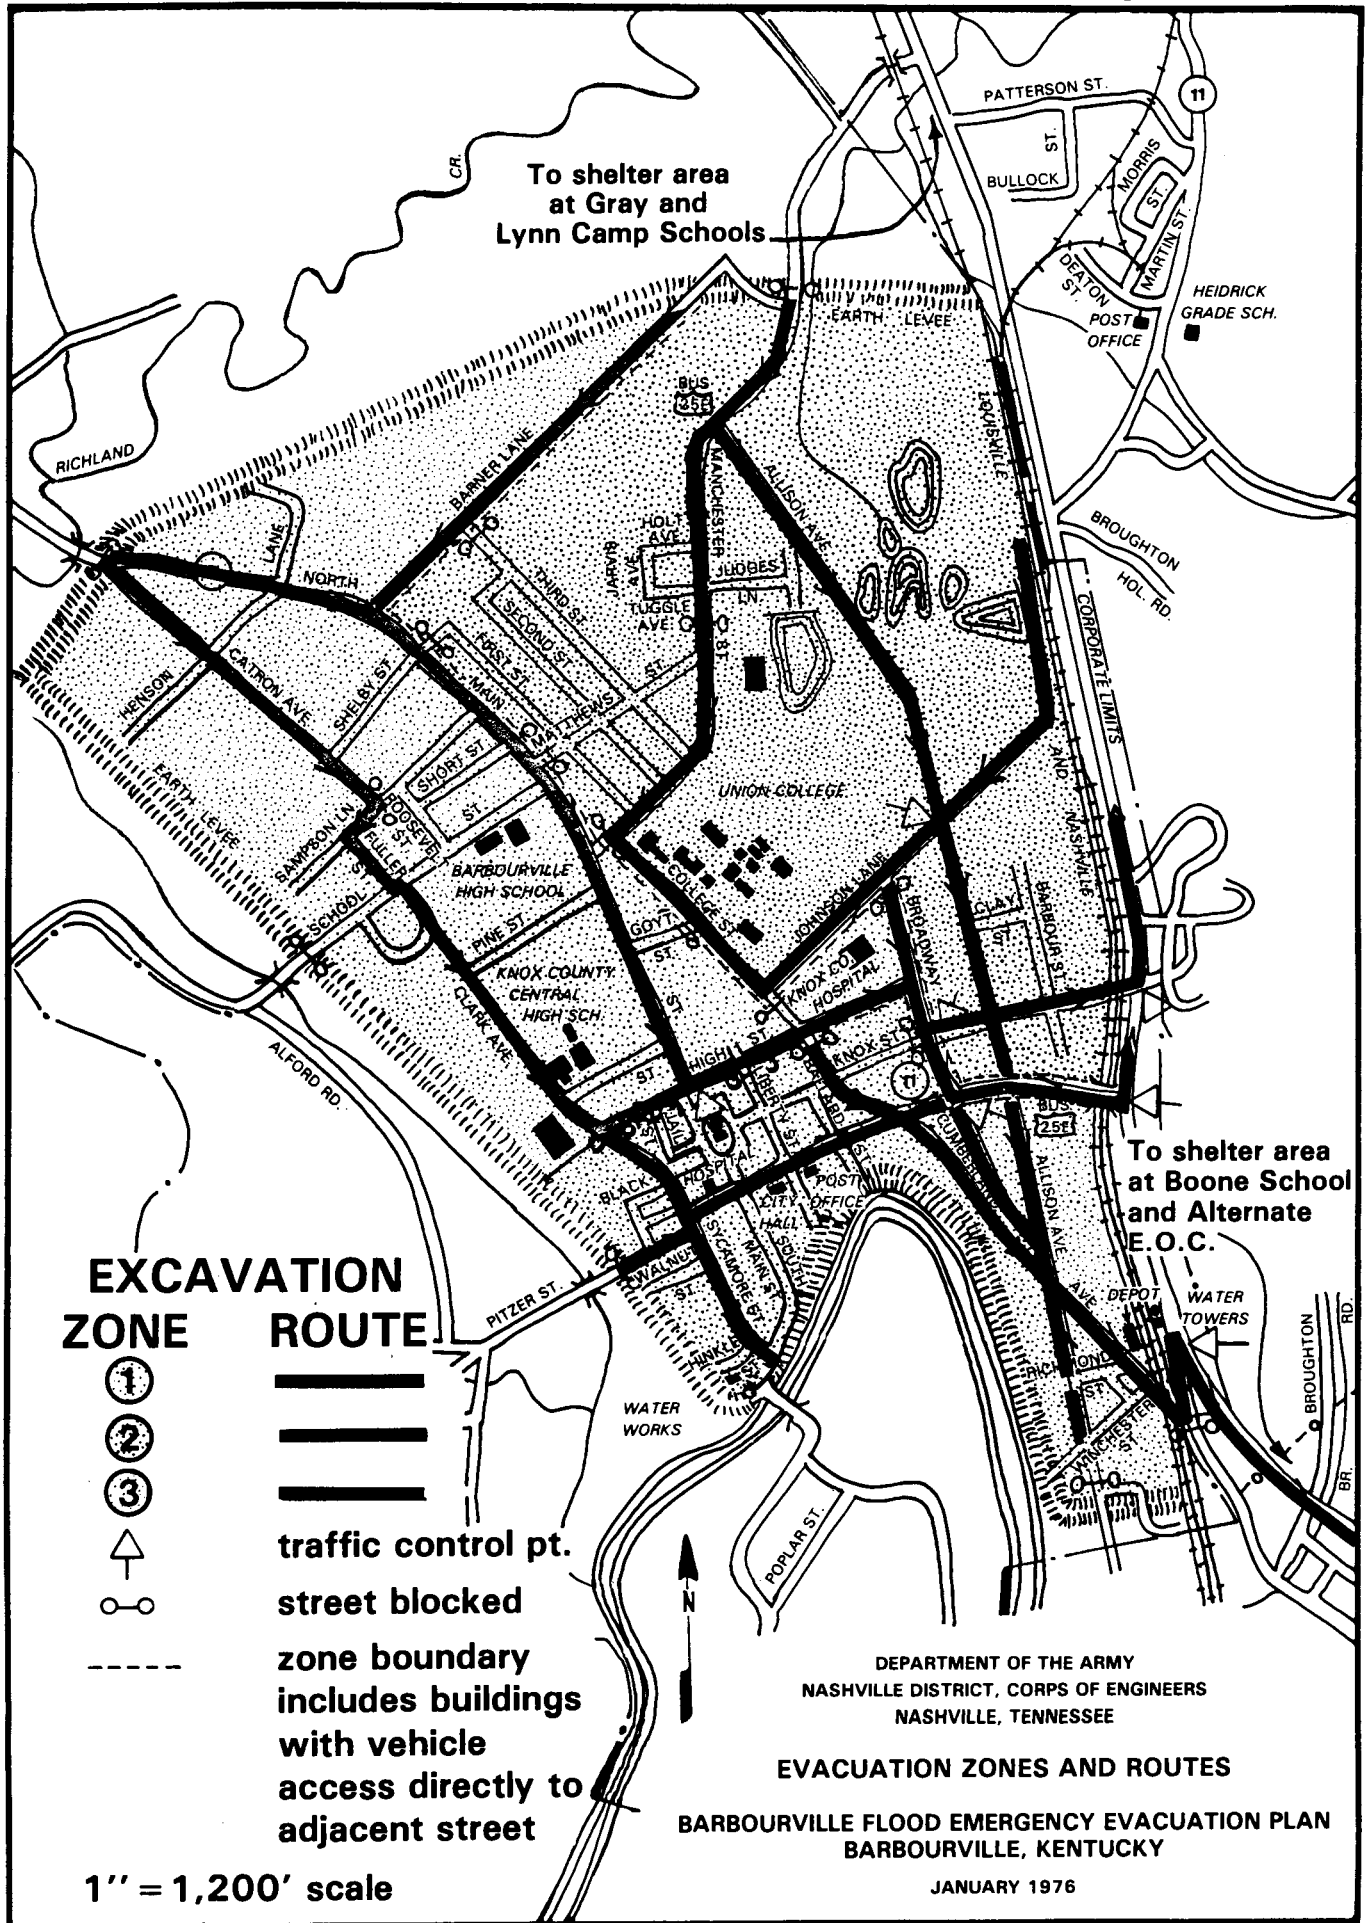 PATTERSON ST.
11
ST.
BULLOCK
MORRIS
ST.
MARTIN ST.
CR.
To shelter area
at Gray and
Lynn Camp Schools
DEATON
ST.
POST
OFFICE
HEIDRICK
GRADE SCH.
EARTH LEVEE
BUS
25E
LOUISVILLE
RICHLAND
BARNER LANE
MANCHESTER
ALLISON AVE
HOLT
AVE
JARVIS
AVE
JUDGES
LN
TUGGLE
AVE
ST.
BROUGHTON
HOL. RD.
CORPORATE LIMITS
LANE
NORTH
THIRD ST
SECOND ST
FIRST ST.
MAIN
HENSON
CATRON AVE
SHELBY ST
MATTHEWS
ST.
SHORT ST.
ST
EARTH LEVEE
SAMPSON LN
ROOSEVELT
ST
FULLER
ST
SCHOOL
BARBOURVILLE
HIGH SCHOOL
UNION COLLEGE
AND
NASHVILLE
COLLEGE ST.
JOHNSON LANE
GOYT
ST.
PINE ST
BROADWAY
CLAY
ST
BARBOUR ST
KNOX COUNTY
CENTRAL
HIGH SCH.
KNOX CO.
HOSPITAL
CLARK AVE
ST.
HIGH
ST
ST.
KNOX ST
ALFORD RD.
LIBERTY ST.
BALLARD
ST
11
JAIL
ST.
BUS
25E
HOSPITAL
CUMBERLAND
ALLISON AVE
AVE
BLACK
POST
OFFICE
CITY
HALL
SYCAMORE ST.
MAIN ST
SOUTH
WALNUT
ST.
PITZER ST.
HINKLE
To shelter area
at Boone School
and Alternate
E.O.C.
DEPOT
WATER
TOWERS
BROUGHTON
RD.
BR.
RICHMOND
ST.
WINCHESTER
ST.
WATER
WORKS
POPLAR ST.
EXCAVATION
ZONE ROUTE
1
2
3
traffic control pt.
street blocked
zone boundary
includes buildings
with vehicle
access directly to
adjacent street
1" = 1,200' scale
N
DEPARTMENT OF THE ARMY
NASHVILLE DISTRICT, CORPS OF ENGINEERS
NASHVILLE, TENNESSEE
EVACUATION ZONES AND ROUTES
BARBOURVILLE FLOOD EMERGENCY EVACUATION PLAN
BARBOURVILLE, KENTUCKY
JANUARY 1976